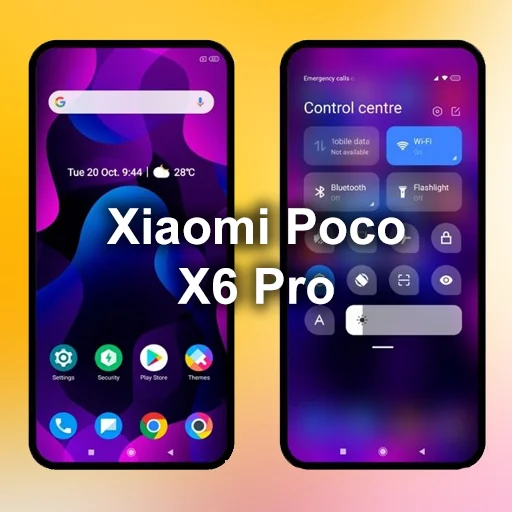 Tue 20 Oct. 9:44 | 28°C
Settings
Security
Play Store
Themes
Emergency calls
Control centre
Mobile data
Not available
Wi-Fi
On
Bluetooth
Off
Flashlight
Off
A
Xiaomi Poco
X6 Pro